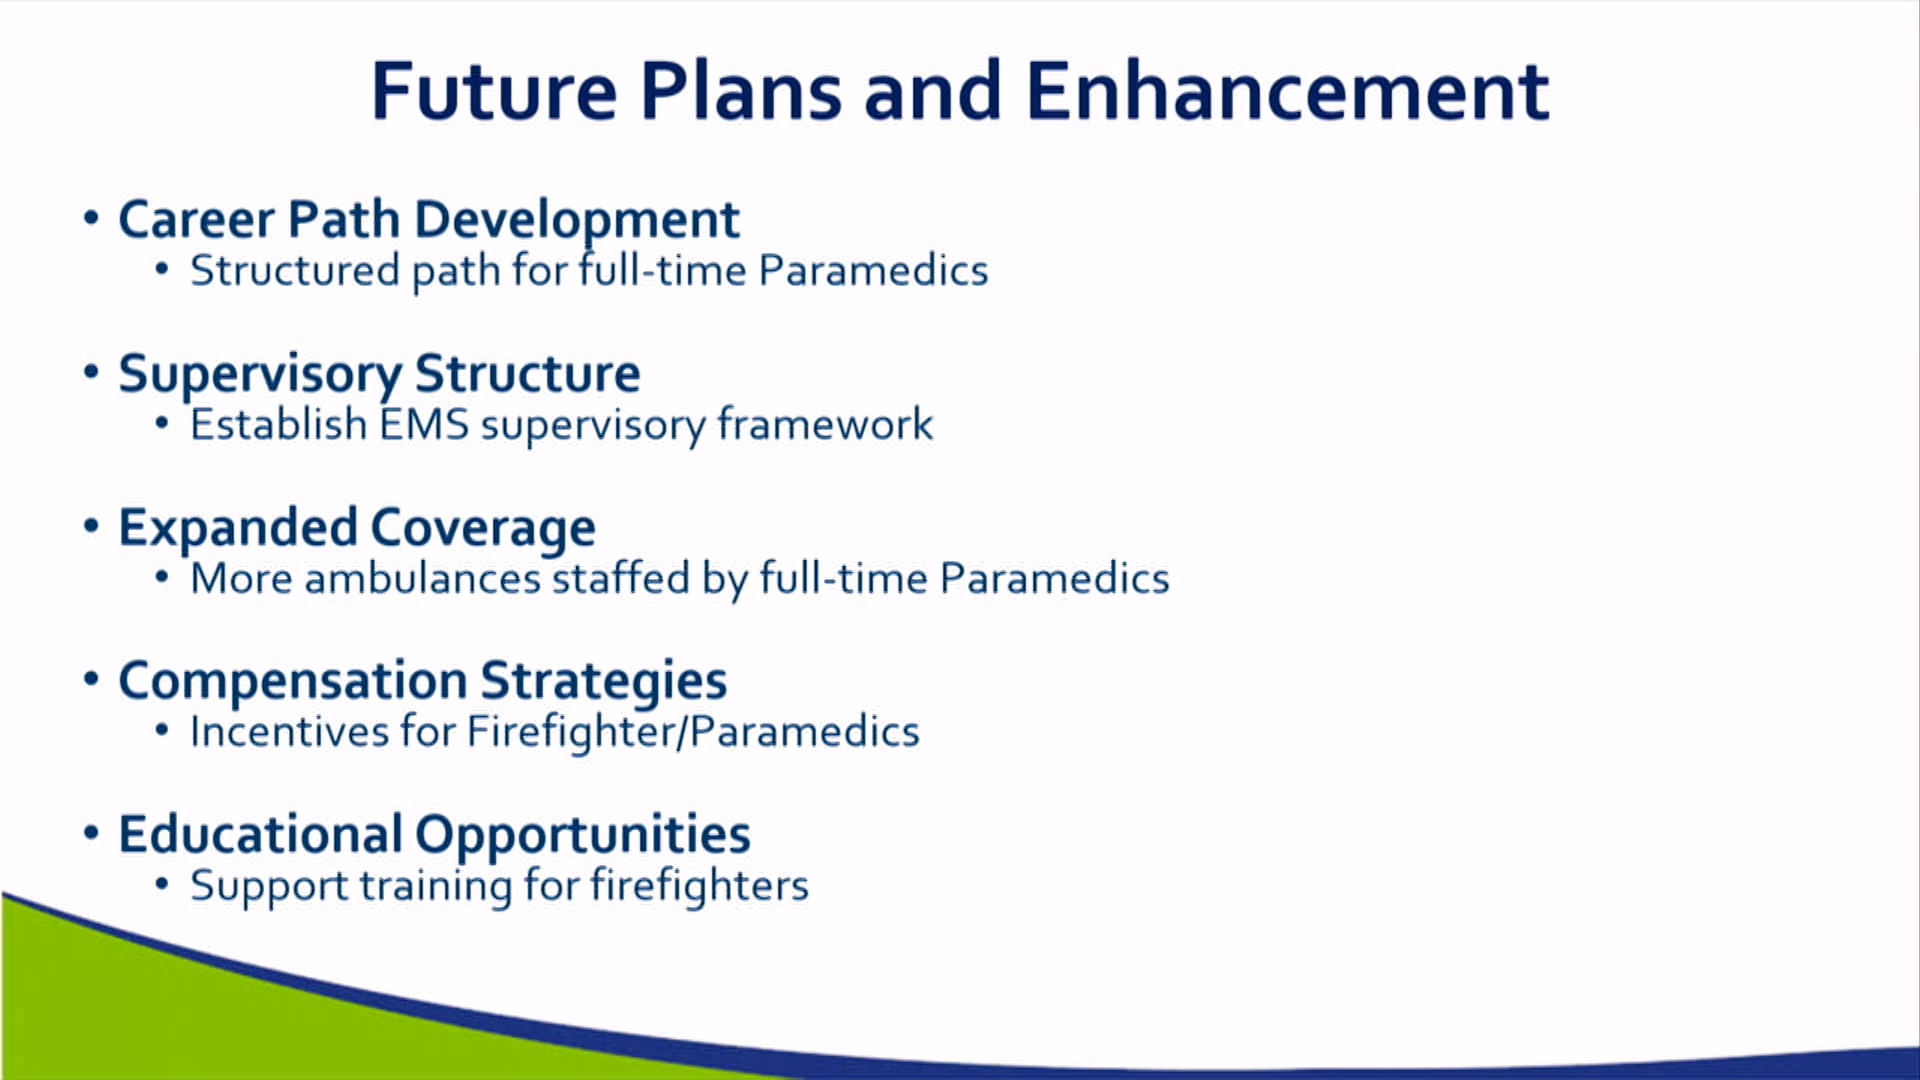 Future Plans and Enhancement
• Career Path Development
• Structured path for full-time Paramedics
• Supervisory Structure
• Establish EMS supervisory framework
• Expanded Coverage
• More ambulances staffed by full-time Paramedics
• Compensation Strategies
• Incentives for Firefighter/Paramedics
• Educational Opportunities
• Support training for firefighters